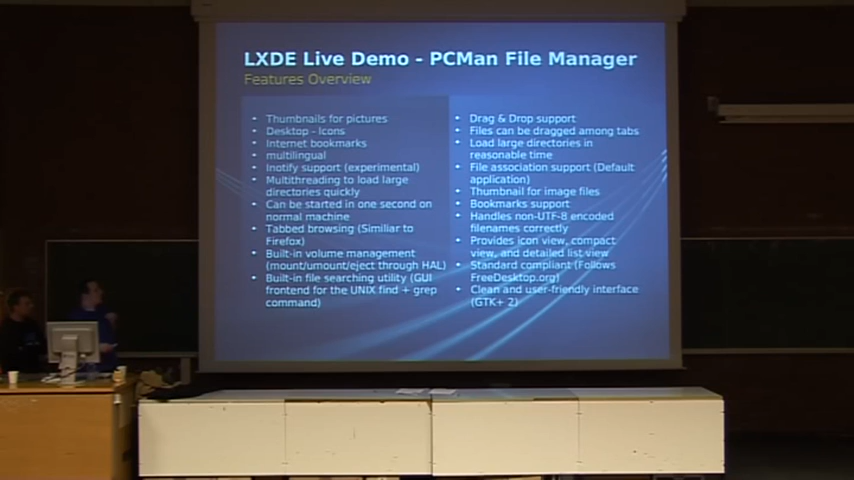 LXDE Live Demo - PCMan File Manager
Features Overview
• Thumbnails for pictures
• Desktop - Icons
• Internet bookmarks
• multilingual
• Inotify support (experimental)
• Multithreading to load large
directories quickly
• Can be started in one second on
normal machine
• Tabbed browsing (Similiar to
Firefox)
• Built-in volume management
(mount/umount/eject through HAL)
• Built-in file searching utility (GUI
frontend for the UNIX find + grep
command)
• Drag & Drop support
• Files can be dragged among tabs
• Load large directories in
reasonable time
• File association support (Default
application)
• Thumbnail for image files
• Bookmarks support
• Handles non-UTF-8 encoded
filenames correctly
• Provides icon view, compact
view, and detailed list view
• Standard compliant (Follows
FreeDesktop.org)
• Clean and user-friendly interface
(GTK+ 2)